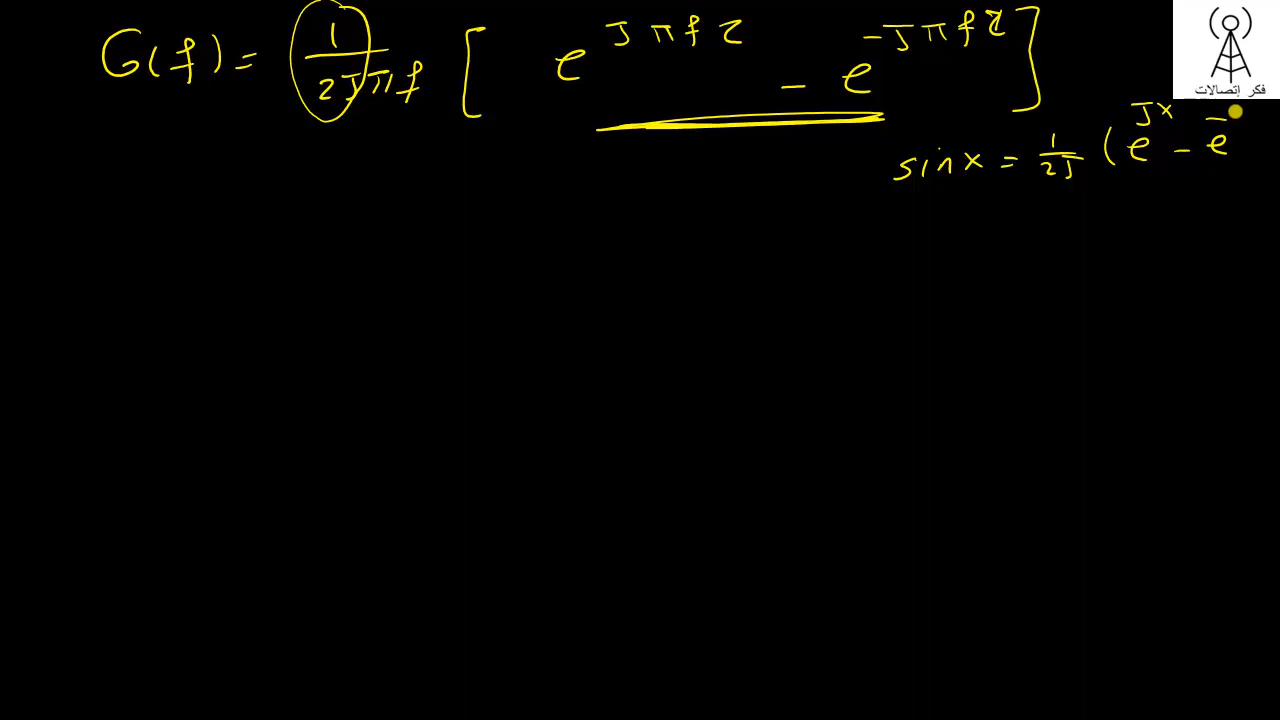 G(f) = 1/2Jπf [ e^Jπfτ - e^-Jπfτ ]
فكر إتصالات
sin x = 1/2J ( e^Jx - e^-